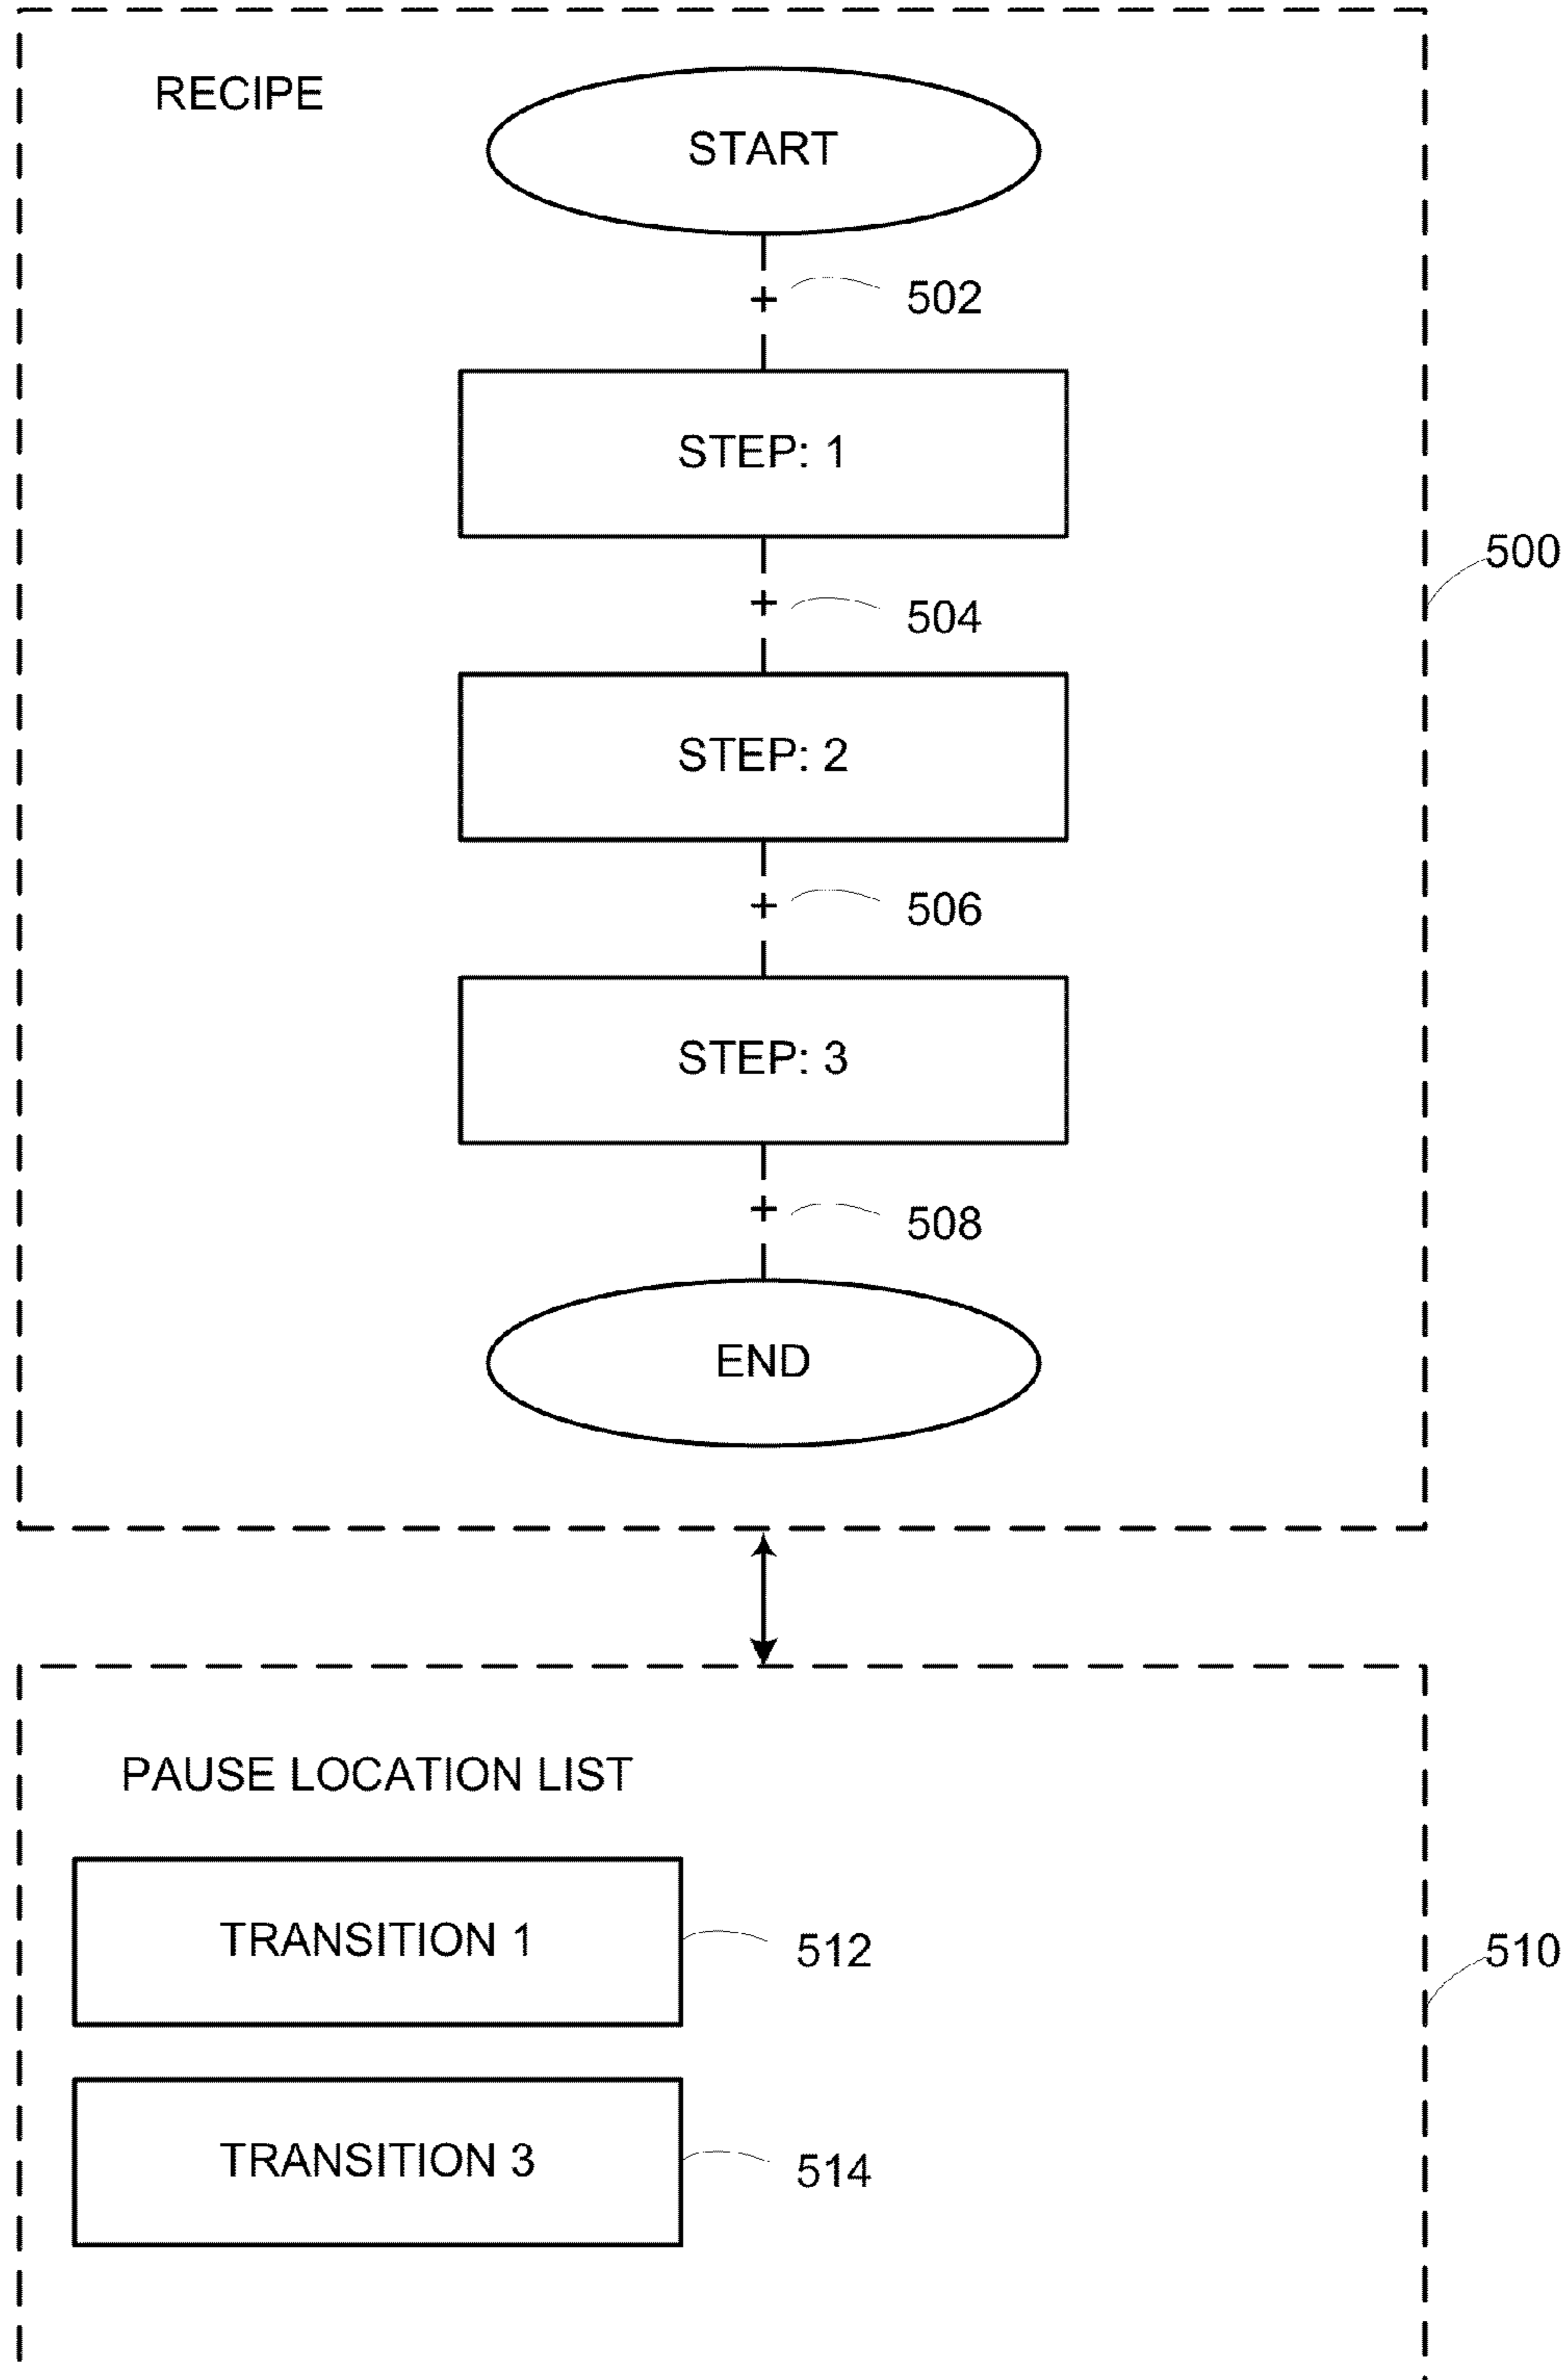 RECIPE
START
502
STEP: 1
500
504
STEP: 2
506
STEP: 3
508
END
PAUSE LOCATION LIST
TRANSITION 1
512
510
TRANSITION 3
514